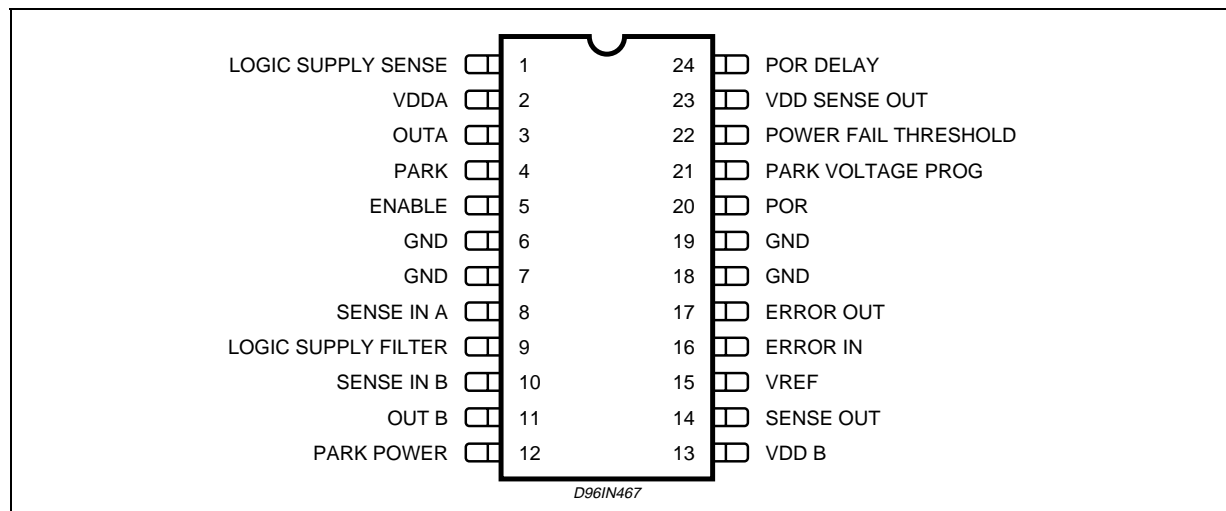 LOGIC SUPPLY SENSE 1 24 POR DELAY
VDDA 2 23 VDD SENSE OUT
OUTA 3 22 POWER FAIL THRESHOLD
PARK 4 21 PARK VOLTAGE PROG
ENABLE 5 20 POR
GND 6 19 GND
GND 7 18 GND
SENSE IN A 8 17 ERROR OUT
LOGIC SUPPLY FILTER 9 16 ERROR IN
SENSE IN B 10 15 VREF
OUT B 11 14 SENSE OUT
PARK POWER 12 13 VDD B
D96IN467